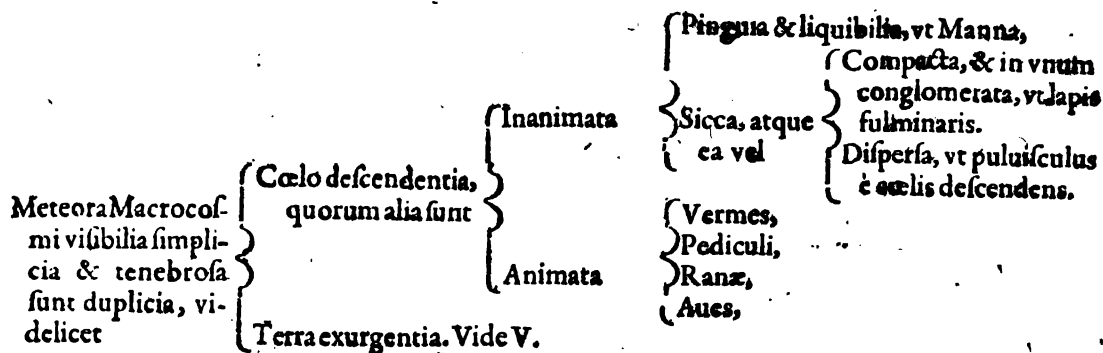 Meteora Macrocoſ-
mi viſibilia ſimpli-
cia & tenebroſa
ſunt duplicia, vi-
delicet
Cœlo deſcendentia,
quorum alia ſunt
Inanimata
Pinguia & liquibilia, vt Manna,
Sicca, atque
ea vel
Compacta, & in vnum
conglomerata, vt lapis
fulminaris.
Diſperſa, vt puluiſculus
è cœlis deſcendens.
Animata
Vermes,
Pediculi,
Ranæ,
Aues,
Terra exurgentia. Vide V.